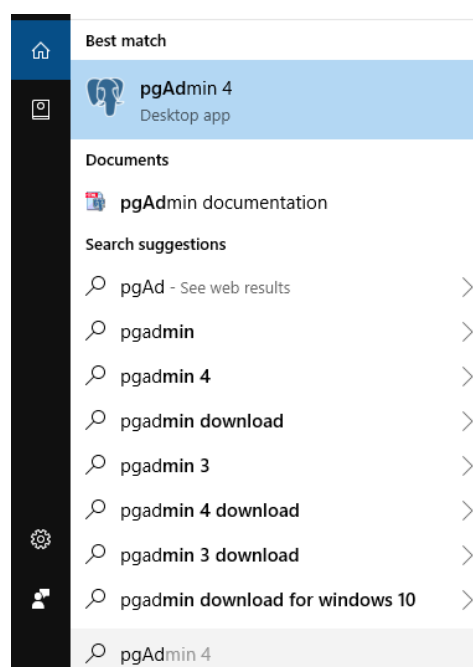 Best match
pgAdmin 4
Desktop app
Documents
pgAdmin documentation
Search suggestions
pgAd - See web results
pgadmin
pgadmin 4
pgadmin download
pgadmin 3
pgadmin 4 download
pgadmin 3 download
pgadmin download for windows 10
pgAdmin 4